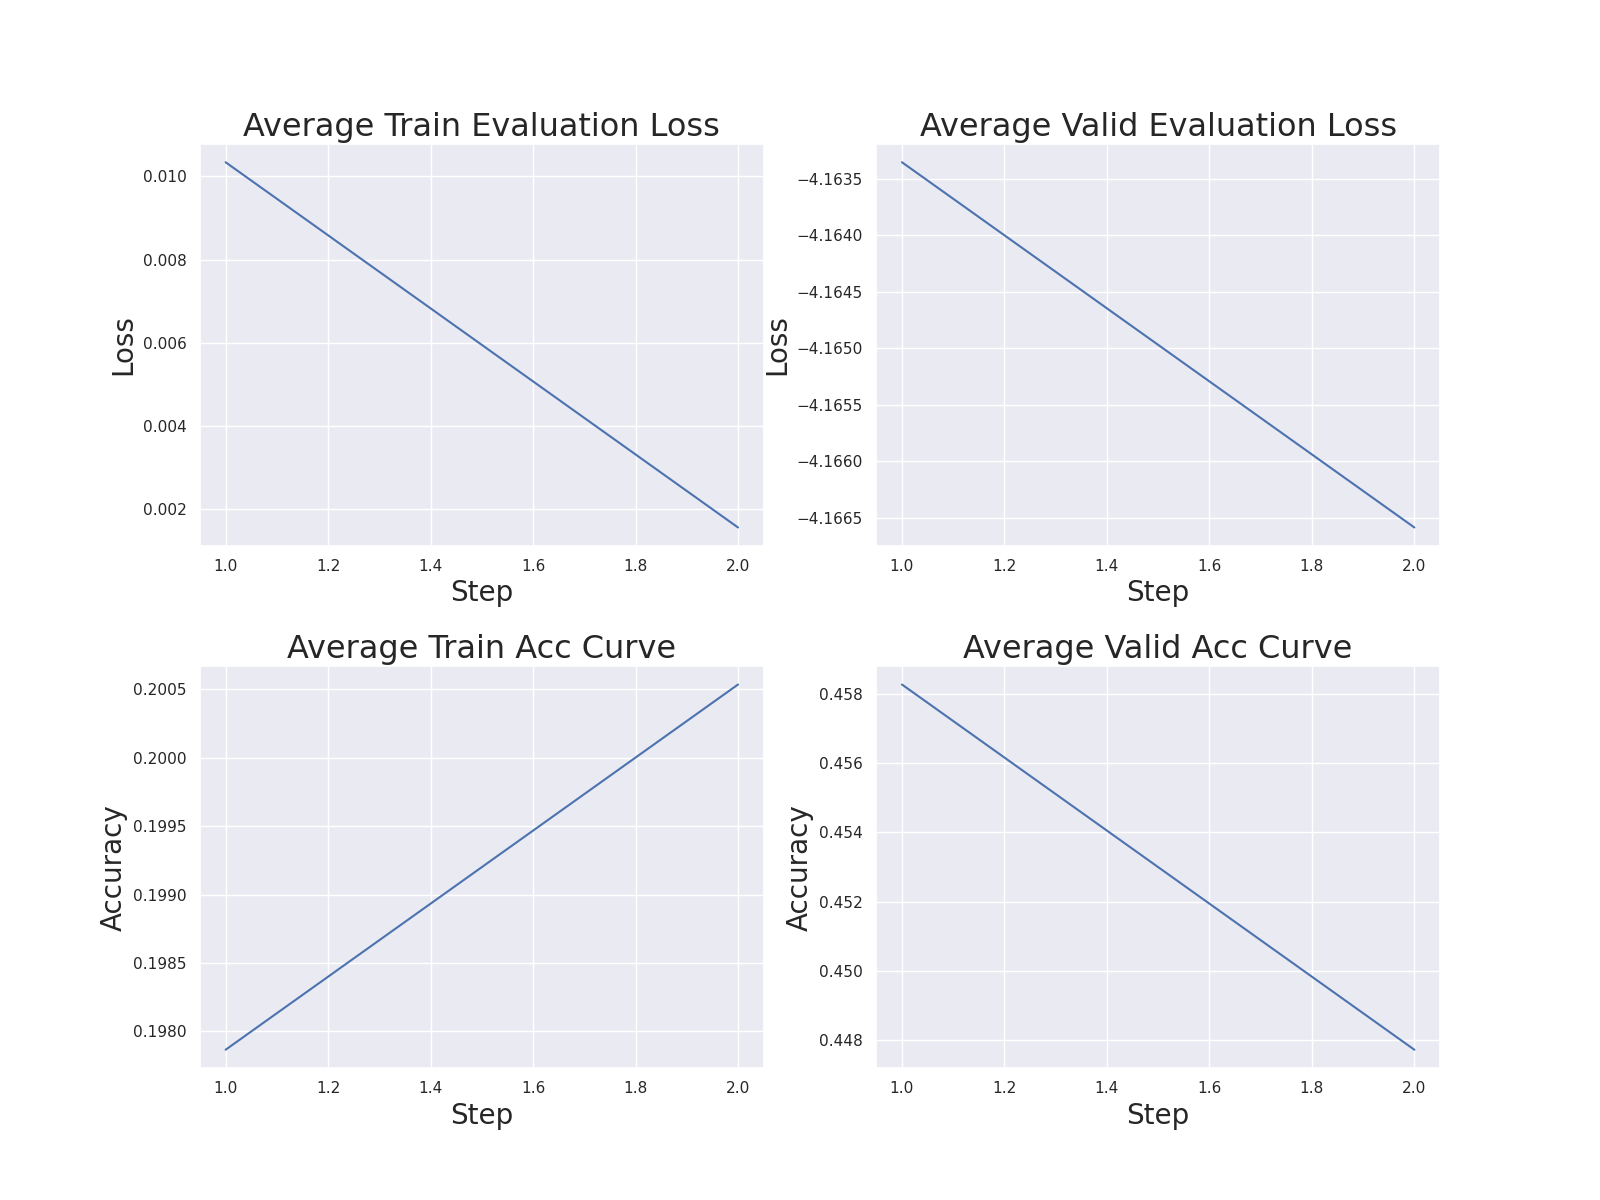 Average Train Evaluation Loss
0.010
0.008
0.006
0.004
0.002
Loss
1.0 1.2 1.4 1.6 1.8 2.0
Step
Average Valid Evaluation Loss
−4.1635
−4.1640
−4.1645
−4.1650
−4.1655
−4.1660
−4.1665
Loss
1.0 1.2 1.4 1.6 1.8 2.0
Step
Average Train Acc Curve
0.2005
0.2000
0.1995
0.1990
0.1985
0.1980
Accuracy
1.0 1.2 1.4 1.6 1.8 2.0
Step
Average Valid Acc Curve
0.458
0.456
0.454
0.452
0.450
0.448
Accuracy
1.0 1.2 1.4 1.6 1.8 2.0
Step